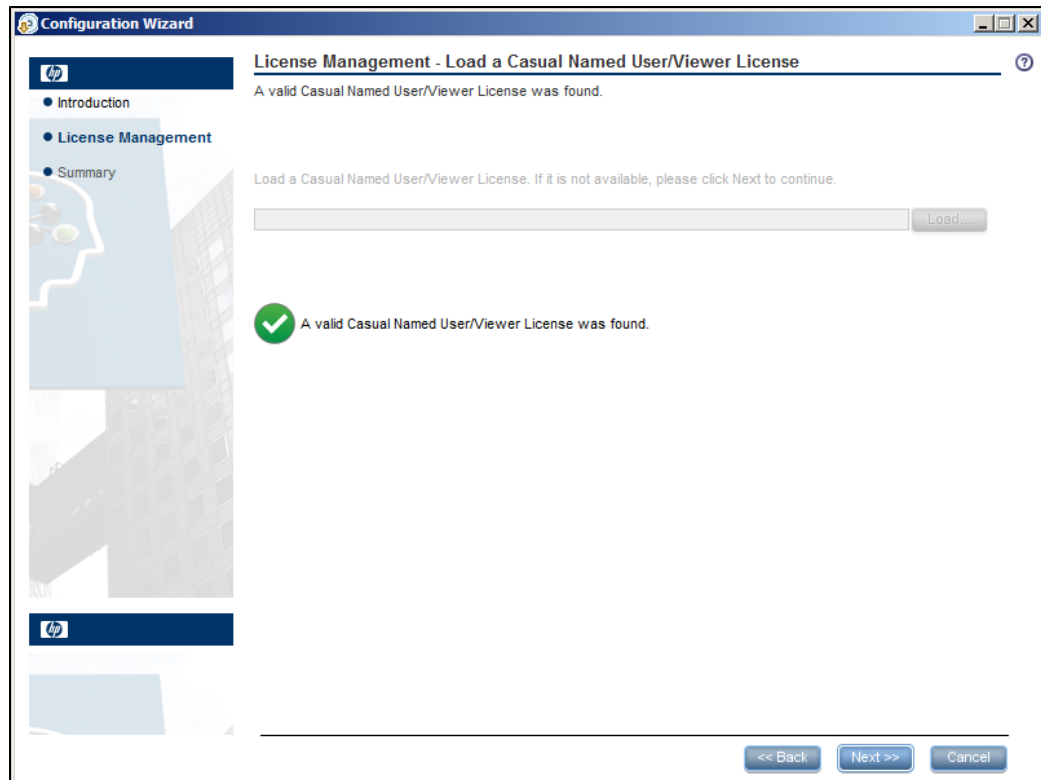 Configuration Wizard
hp
Introduction
License Management
Summary
License Management - Load a Casual Named User/Viewer License
?
A valid Casual Named User/Viewer License was found.
Load a Casual Named User/Viewer License. If it is not available, please click Next to continue.
Load...
A valid Casual Named User/Viewer License was found.
hp
<< Back
Next >>
Cancel